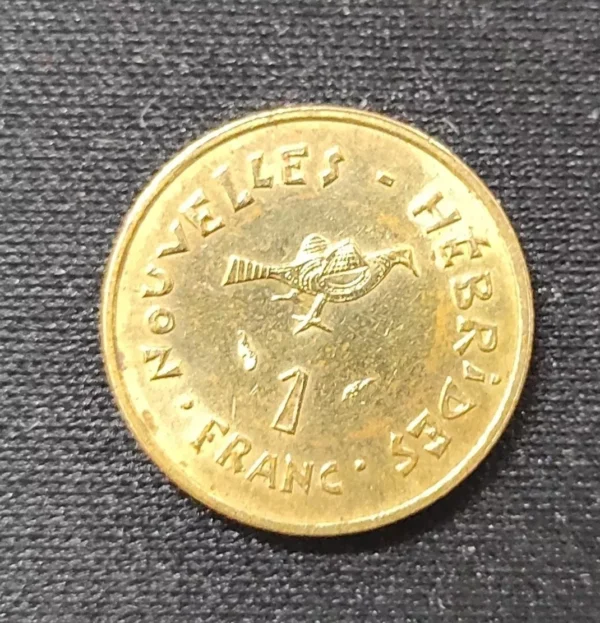 NOUVELLES - HÉBRIDES
1
· FRANC ·